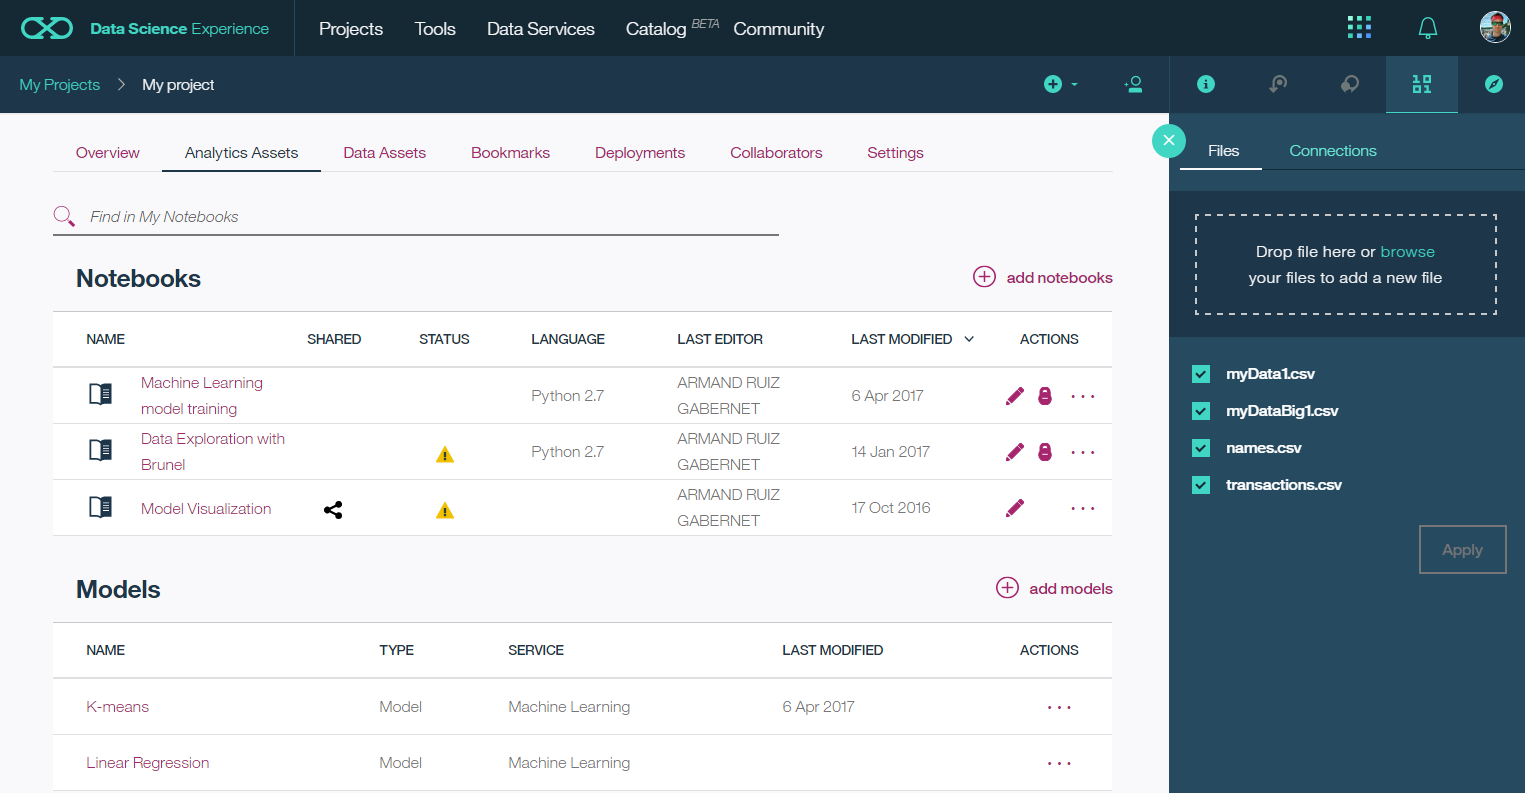 Data Science Experience
Projects Tools Data Services Catalog BETA Community
My Projects > My project
Overview Analytics Assets Data Assets Bookmarks Deployments Collaborators Settings
Find in My Notebooks
Notebooks
add notebooks
NAME SHARED STATUS LANGUAGE LAST EDITOR LAST MODIFIED ACTIONS
Machine Learning
model training
Python 2.7
ARMAND RUIZ
GABERNET
6 Apr 2017
Data Exploration with
Brunel
Python 2.7
ARMAND RUIZ
GABERNET
14 Jan 2017
Model Visualization
ARMAND RUIZ
GABERNET
17 Oct 2016
Models
add models
NAME TYPE SERVICE LAST MODIFIED ACTIONS
K-means Model Machine Learning 6 Apr 2017
Linear Regression Model Machine Learning
Files Connections
Drop file here or browse
your files to add a new file
myData1.csv
myDataBig1.csv
names.csv
transactions.csv
Apply